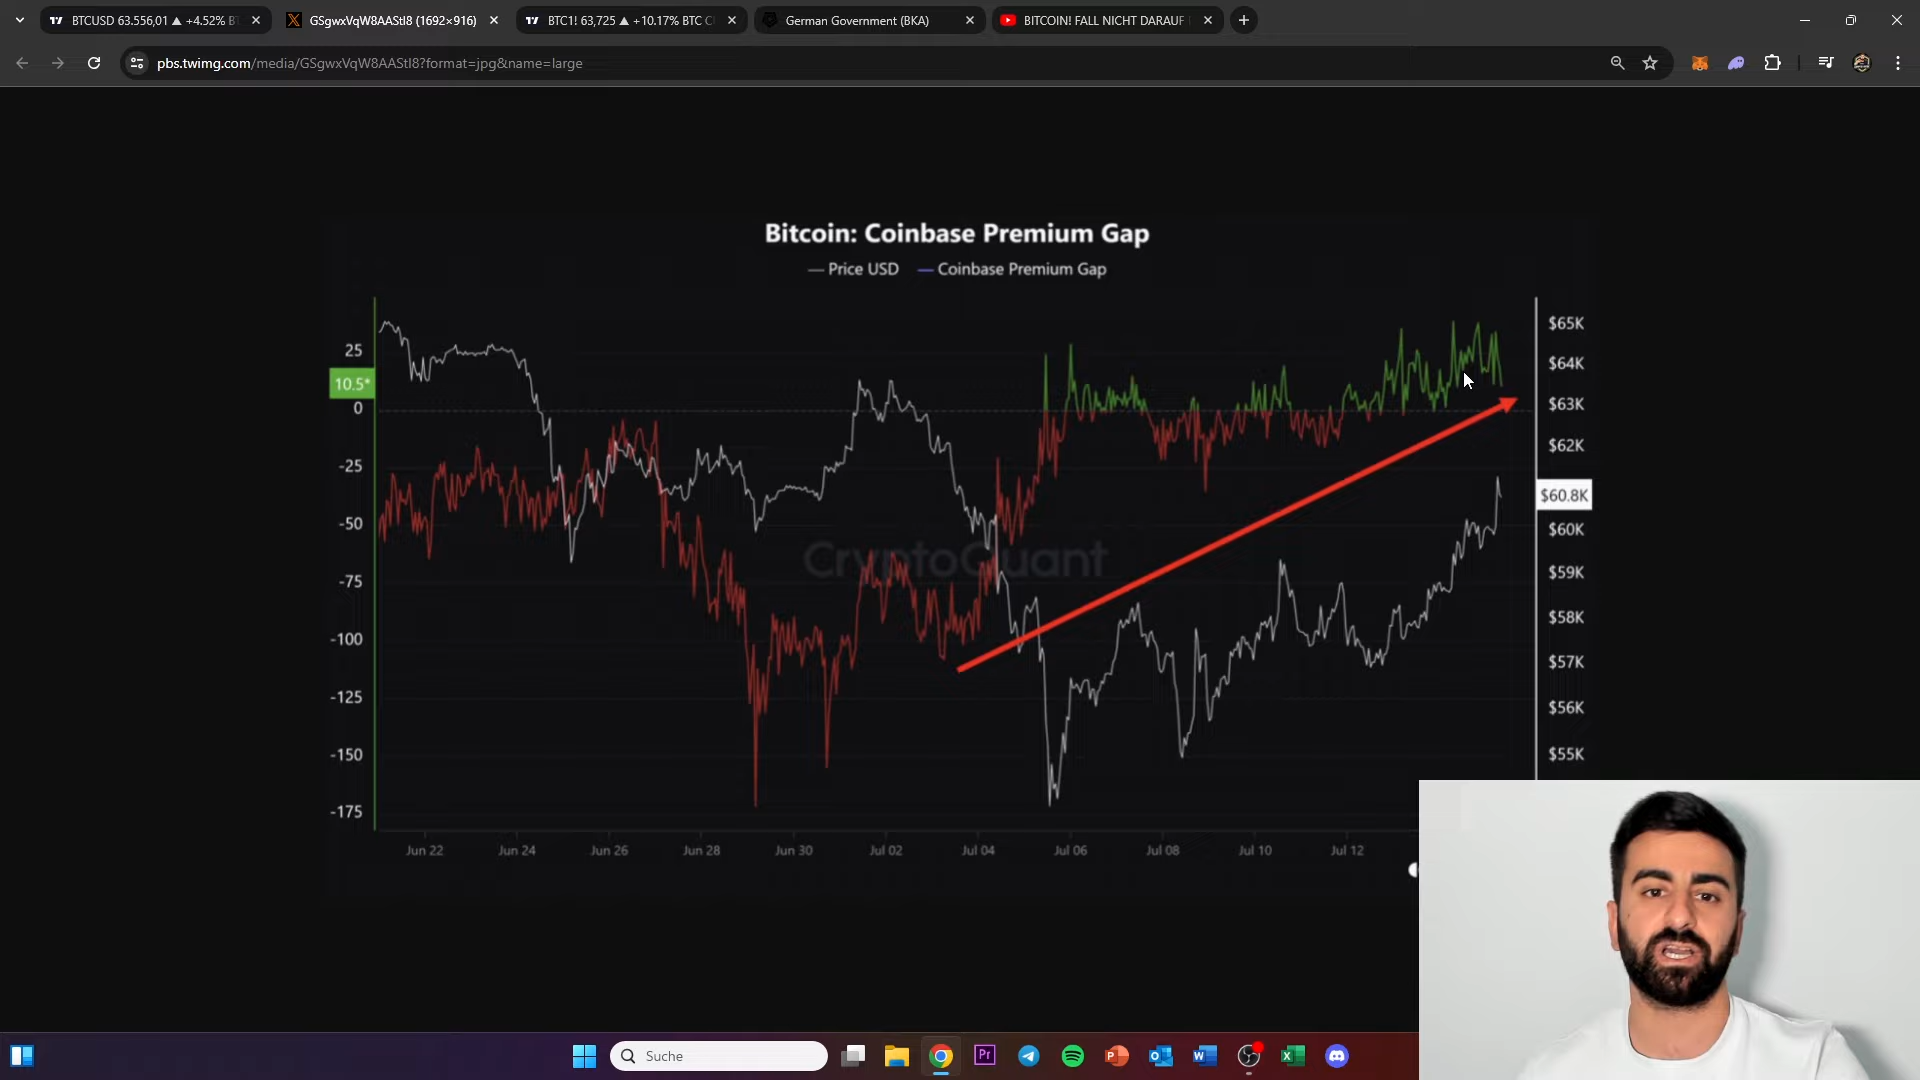 BTCUSD 63.556,01 ▲ +4.52% B
GSgwxVqW8AAStl8 (1692×916)
BTC1! 63,725 ▲ +10.17% BTC C
German Government (BKA)
BITCOIN! FALL NICHT DARAUF
pbs.twimg.com/media/GSgwxVqW8AAStl8?format=jpg&name=large
Bitcoin: Coinbase Premium Gap
Price USD Coinbase Premium Gap
25
10.5*
0
-25
-50
-75
-100
-125
-150
-175
$65K
$64K
$63K
$62K
$60.8K
$60K
$59K
$58K
$57K
$56K
$55K
CryptoQuant
Jun 22 Jun 24 Jun 26 Jun 28 Jun 30 Jul 02 Jul 04 Jul 06 Jul 08 Jul 10 Jul 12
Suche
Pr